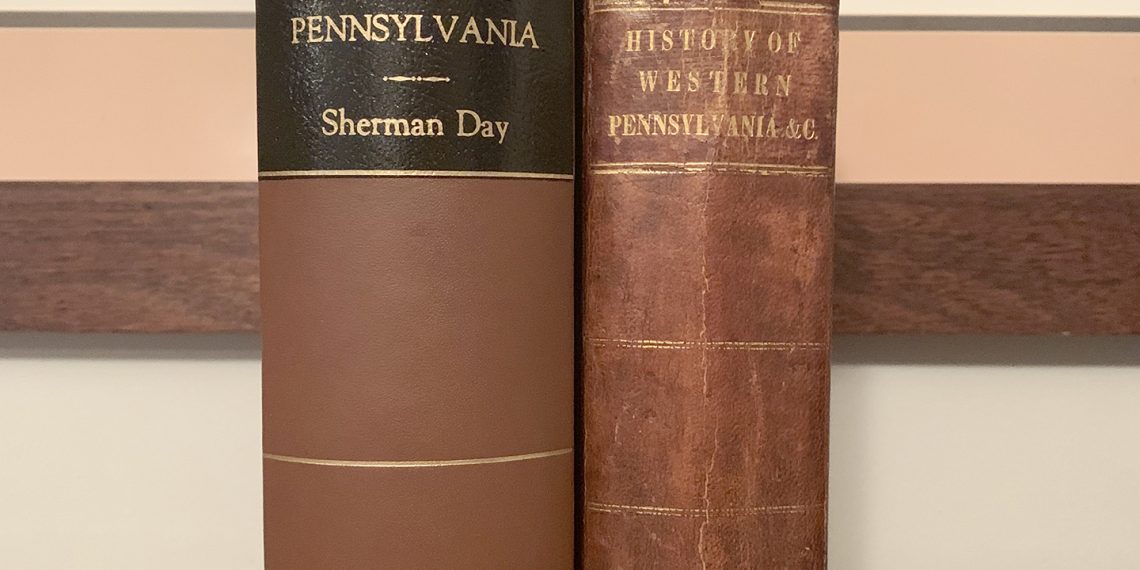 PENNSYLVANIA
Sherman Day
HISTORY OF
WESTERN
PENNSYLVANIA & C.